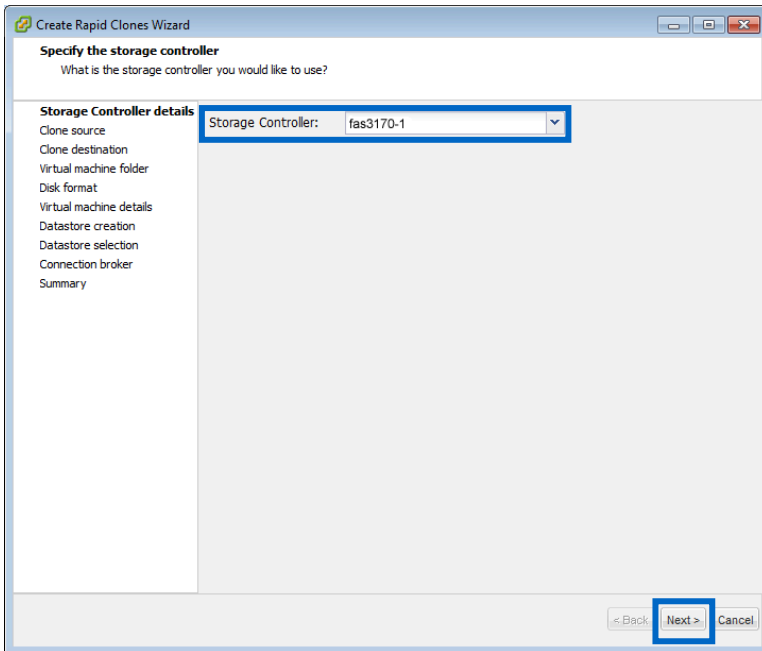 Create Rapid Clones Wizard
Specify the storage controller
What is the storage controller you would like to use?
Storage Controller details
Clone source
Clone destination
Virtual machine folder
Disk format
Virtual machine details
Datastore creation
Datastore selection
Connection broker
Summary
Storage Controller: fas3170-1
< Back Next > Cancel